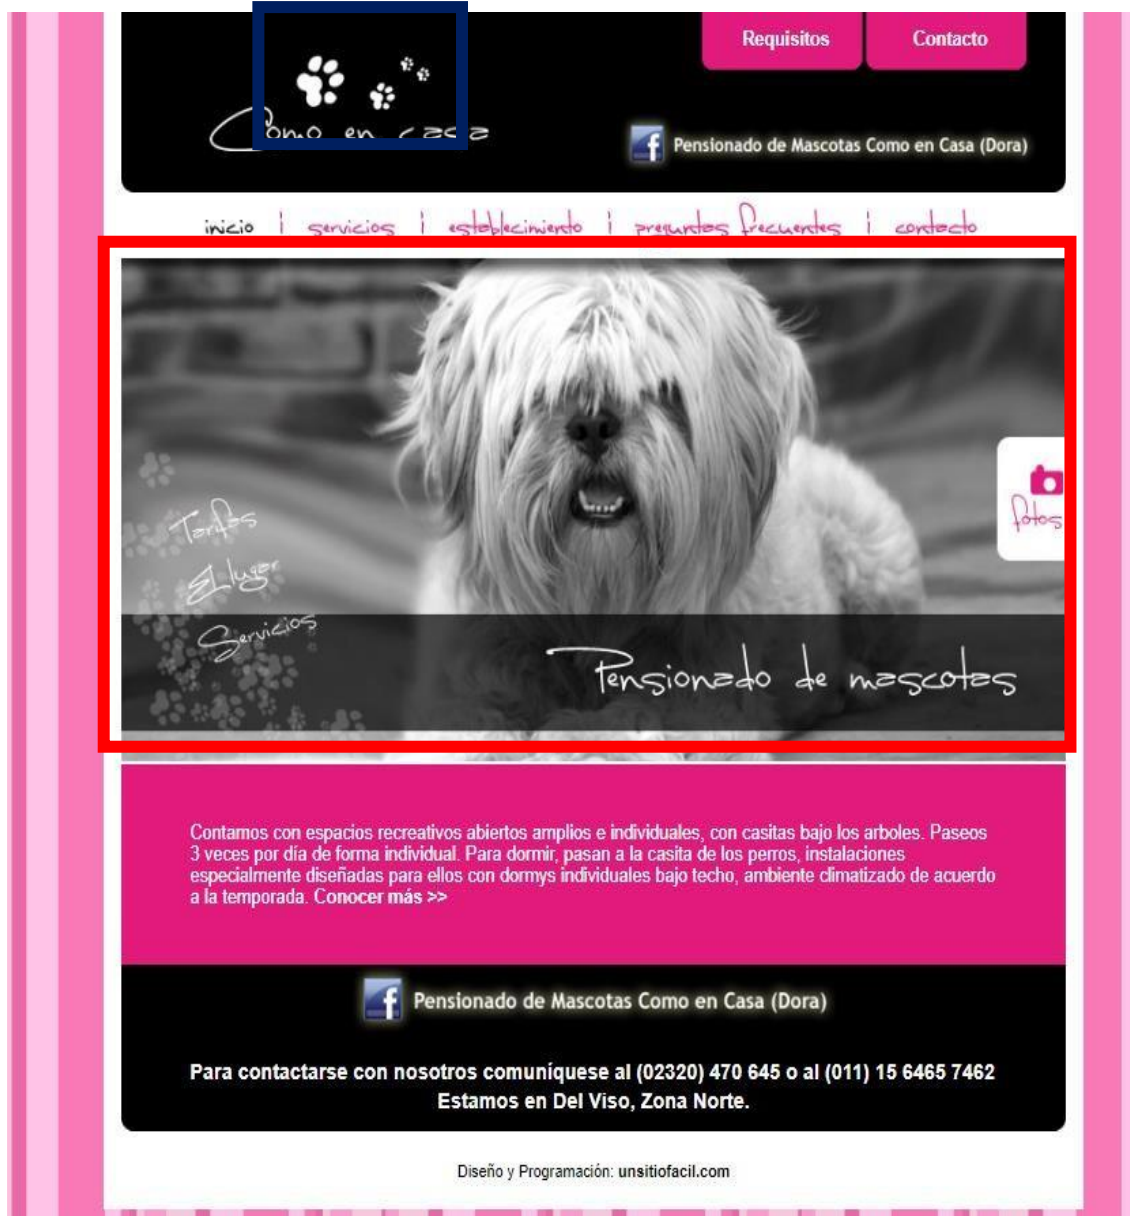 Requisitos
Contacto
Como en casa
Pensionado de Mascotas Como en Casa (Dora)
inicio | servicios | establecimiento | preguntas frecuentes | contacto
fotos
Tarifas
El lugar
Servicios
Pensionado de mascotas
Contamos con espacios recreativos abiertos amplios e individuales, con casitas bajo los arboles. Paseos
3 veces por día de forma individual. Para dormir, pasan a la casita de los perros, instalaciones
especialmente diseñadas para ellos con dormys individuales bajo techo, ambiente climatizado de acuerdo
a la temporada. Conocer más >>
Pensionado de Mascotas Como en Casa (Dora)
Para contactarse con nosotros comuníquese al (02320) 470 645 o al (011) 15 6465 7462
Estamos en Del Viso, Zona Norte.
Diseño y Programación: unsitiofacil.com